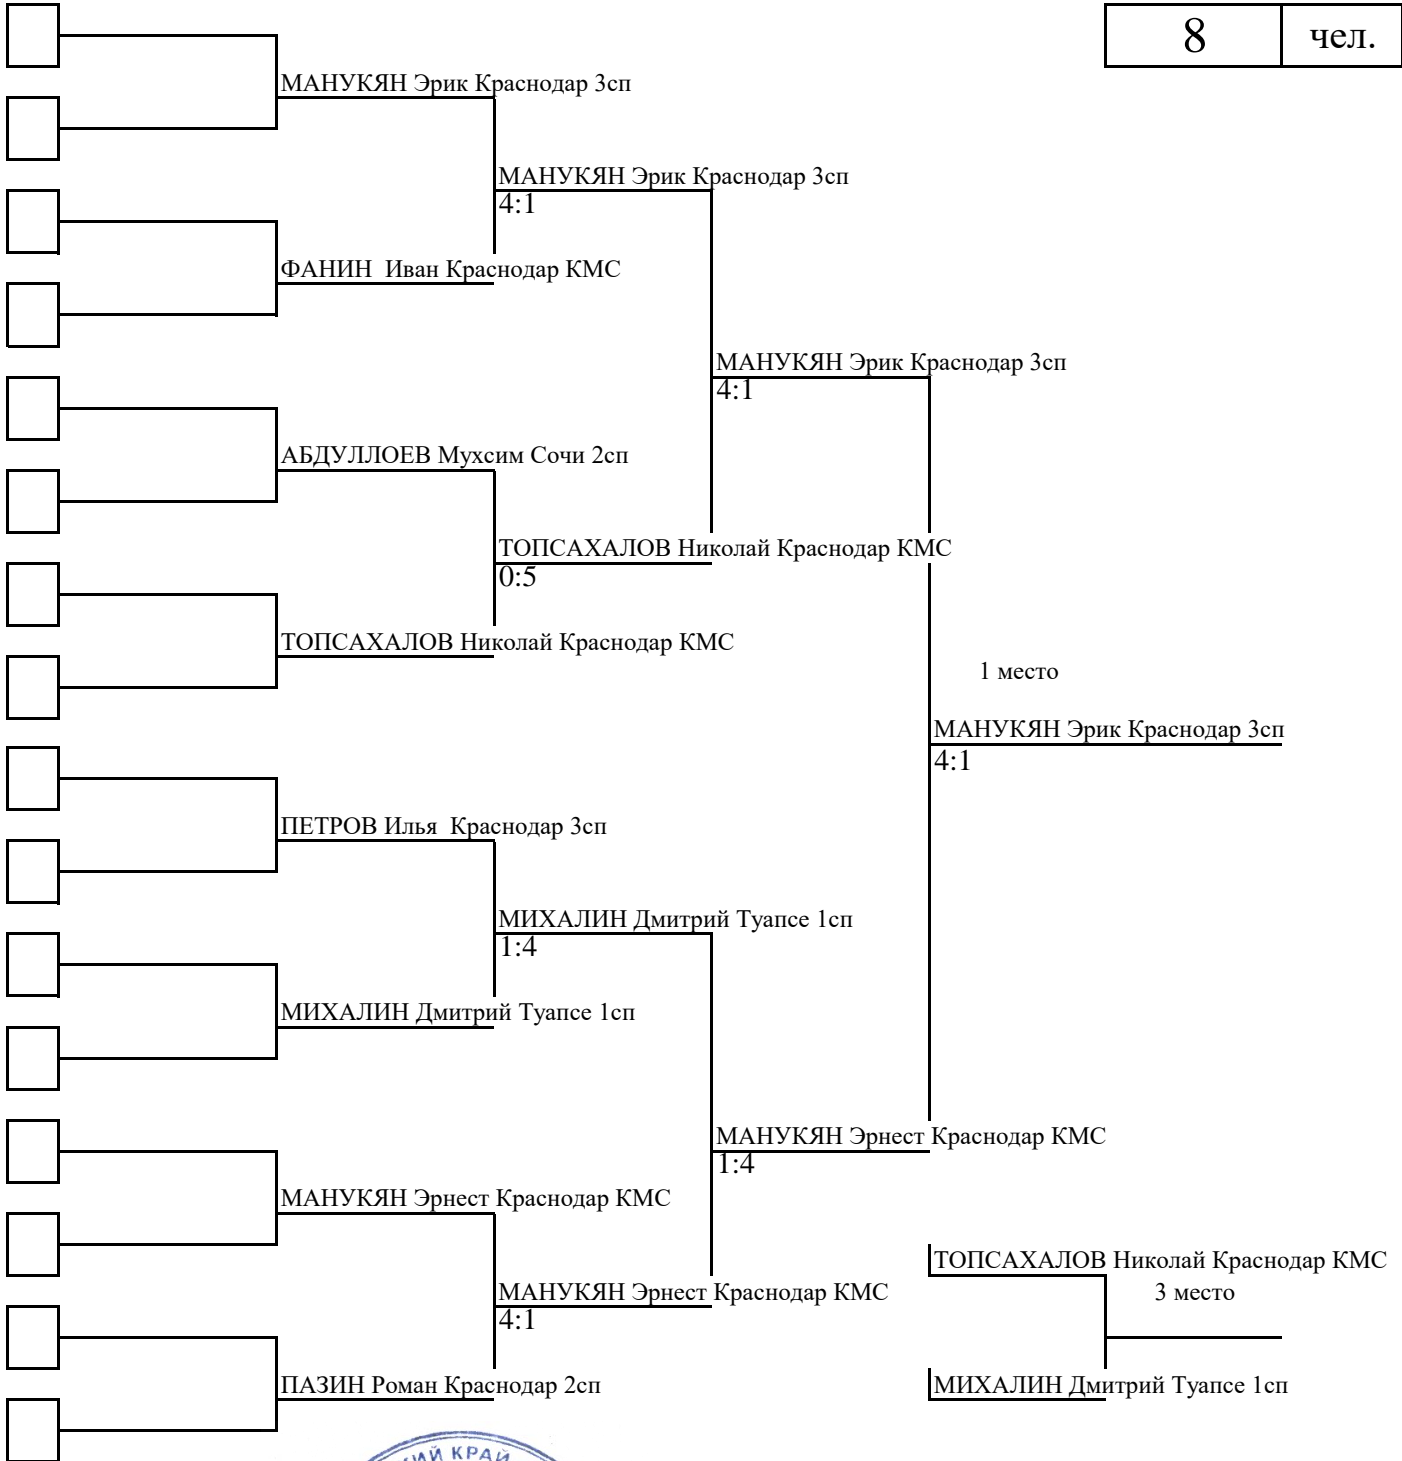 8 чел.
МАНУКЯН Эрик Краснодар 3сп
МАНУКЯН Эрик Краснодар 3сп
4:1
ФАНИН  Иван Краснодар КМС
МАНУКЯН Эрик Краснодар 3сп
4:1
АБДУЛЛОЕВ Мухсим Сочи 2сп
ТОПСАХАЛОВ Николай Краснодар КМС
0:5
ТОПСАХАЛОВ Николай Краснодар КМС
1 место
МАНУКЯН Эрик Краснодар 3сп
4:1
ПЕТРОВ Илья  Краснодар 3сп
МИХАЛИН Дмитрий Туапсе 1сп
1:4
МИХАЛИН Дмитрий Туапсе 1сп
МАНУКЯН Эрнест Краснодар КМС
1:4
МАНУКЯН Эрнест Краснодар КМС
ТОПСАХАЛОВ Николай Краснодар КМС
МАНУКЯН Эрнест Краснодар КМС
3 место
4:1
ПАЗИН Роман Краснодар 2сп
МИХАЛИН Дмитрий Туапсе 1сп
КРАЙ